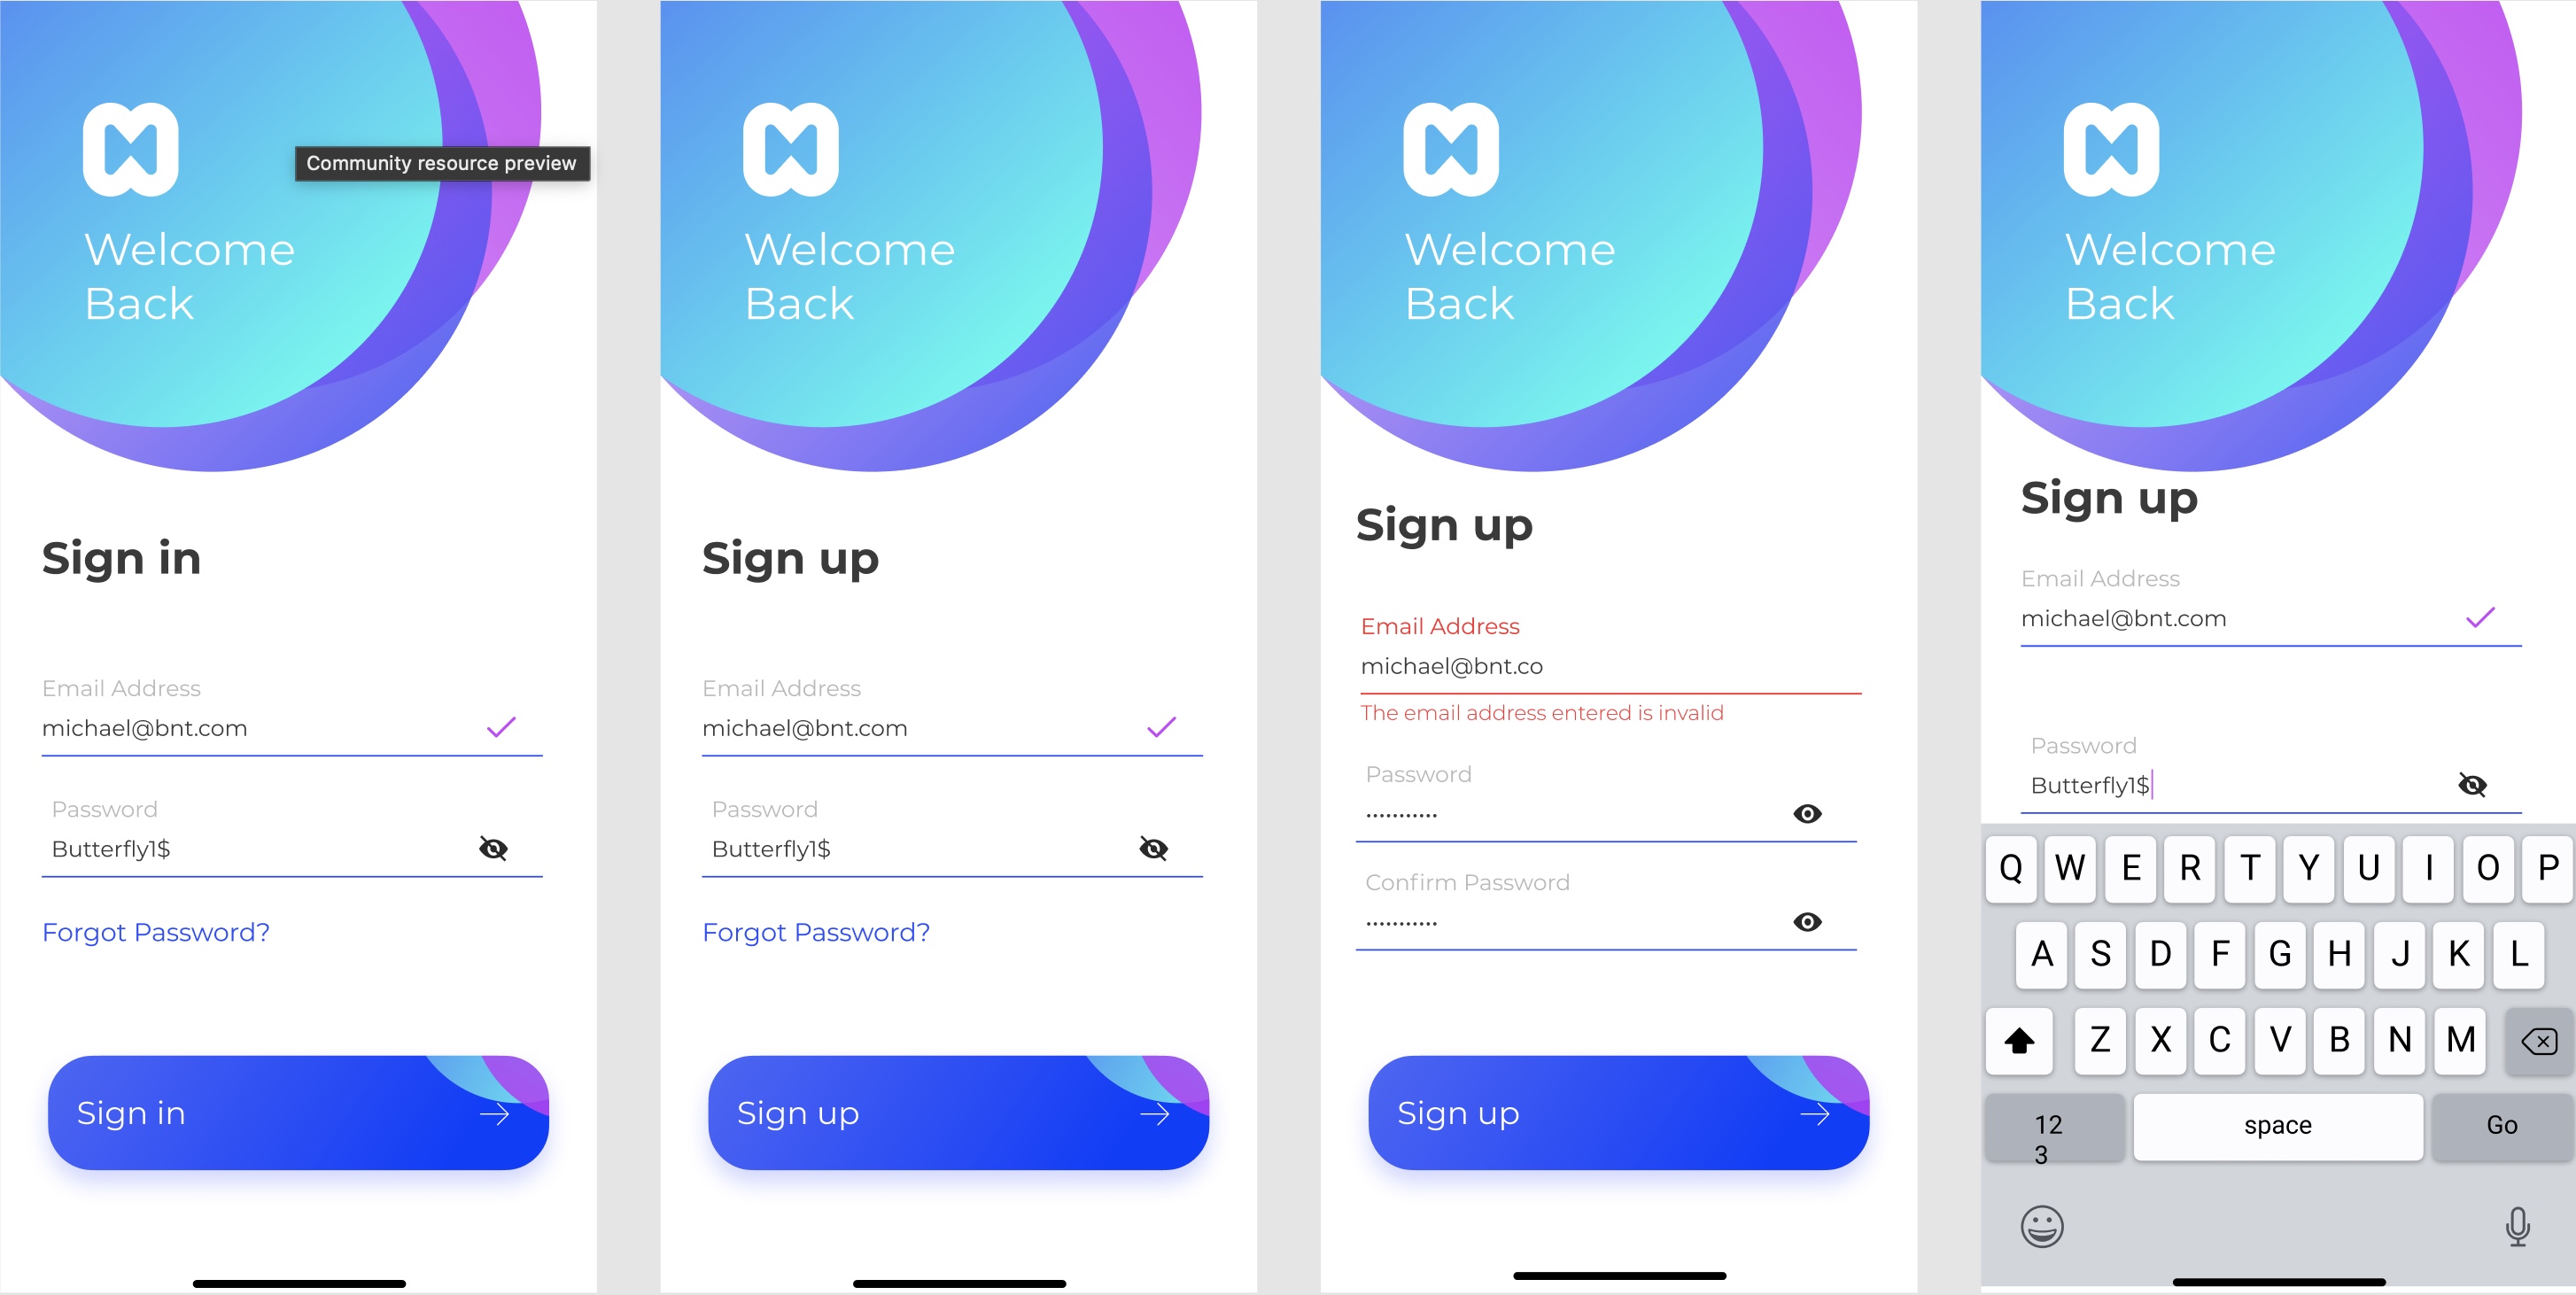 Welcome
Back
Community resource preview
Sign in
Email Address
michael@bnt.com
Password
Butterfly1$
Forgot Password?
Sign in
Welcome
Back
Sign up
Email Address
michael@bnt.com
Password
Butterfly1$
Forgot Password?
Sign up
Welcome
Back
Sign up
Email Address
michael@bnt.co
The email address entered is invalid
Password
•••••••••••
Confirm Password
•••••••••••
Sign up
Welcome
Back
Sign up
Email Address
michael@bnt.com
Password
Butterfly1$
Q W E R T Y U I O P
A S D F G H J K L
Z X C V B N M
12
3
space
Go